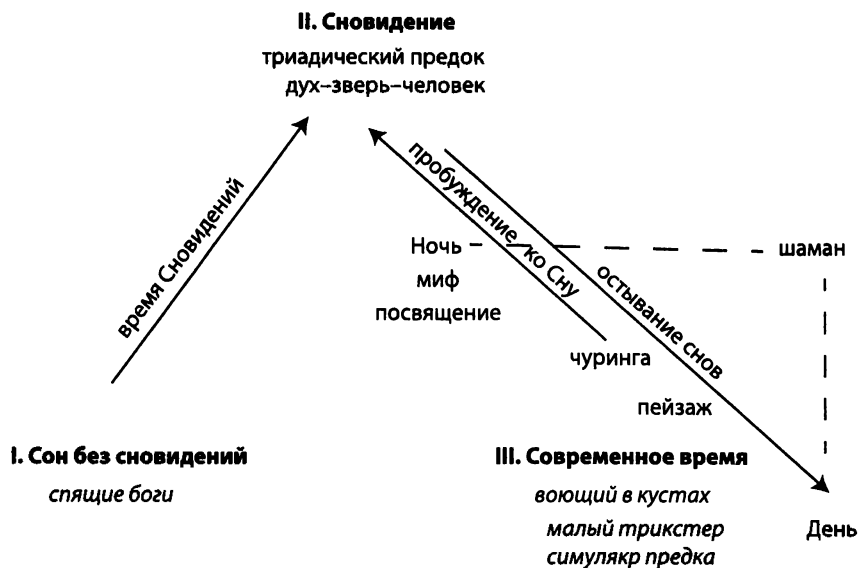 II. Сновидение
триадический предок
дух–зверь–человек
время Сновидений
пробуждение ко Сну
остывание снов
Ночь
шаман
миф
посвящение
чуринга
пейзаж
I. Сон без сновидений
спящие боги
III. Современное время
воющий в кустах
малый трикстер
симулякр предка
День